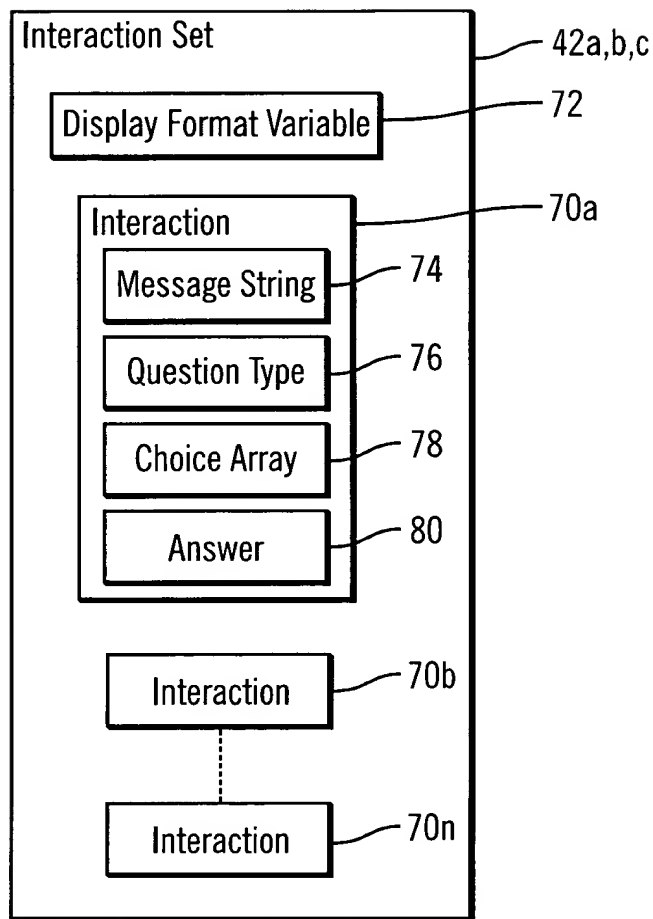 Interaction Set
42a,b,c
Display Format Variable
72
Interaction
70a
Message String
74
Question Type
76
Choice Array
78
Answer
80
Interaction
70b
Interaction
70n